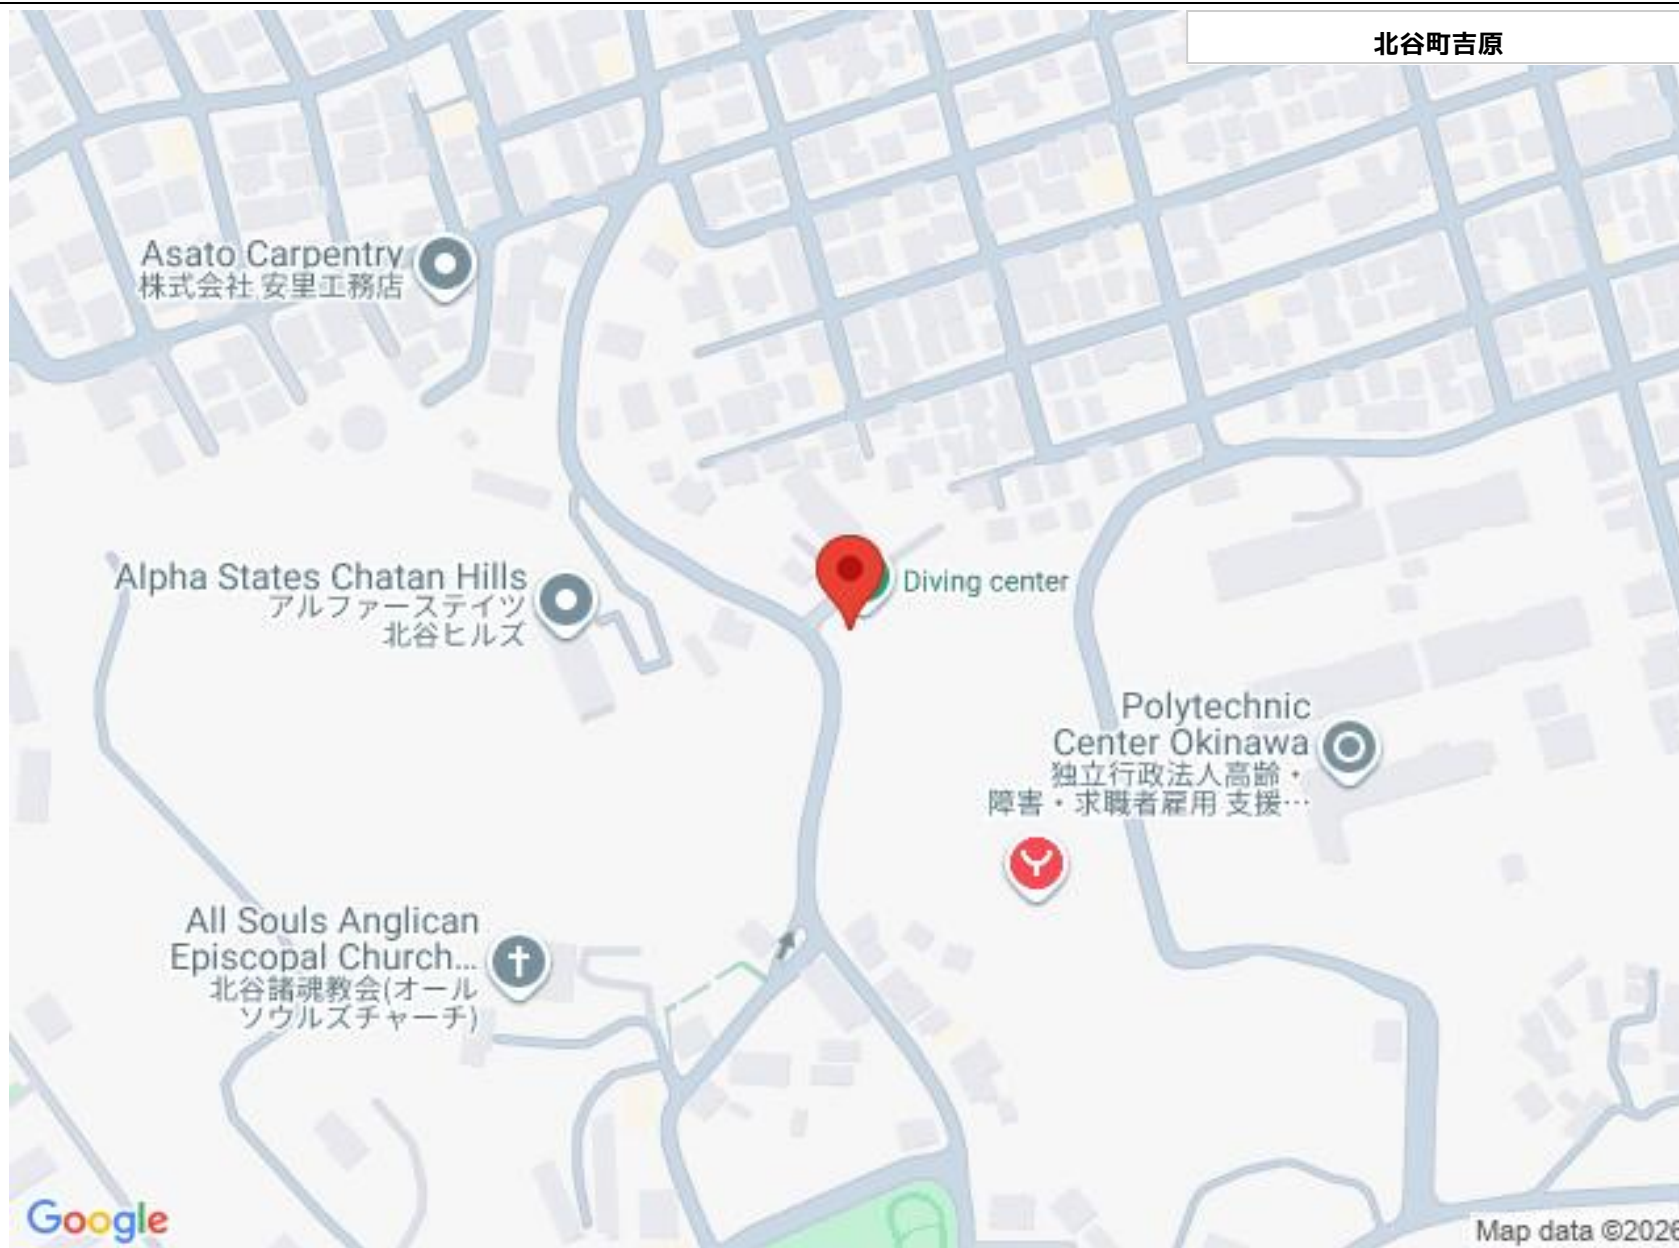 北谷町吉原
Asato Carpentry
株式会社 安里工務店
Alpha States Chatan Hills
アルファーステイツ
北谷ヒルズ
Diving center
Polytechnic
Center Okinawa
独立行政法人高齢・
障害・求職者雇用 支援…
All Souls Anglican
Episcopal Church...
北谷諸魂教会(オール
ソウルズチャーチ)
Google
Map data ©2026